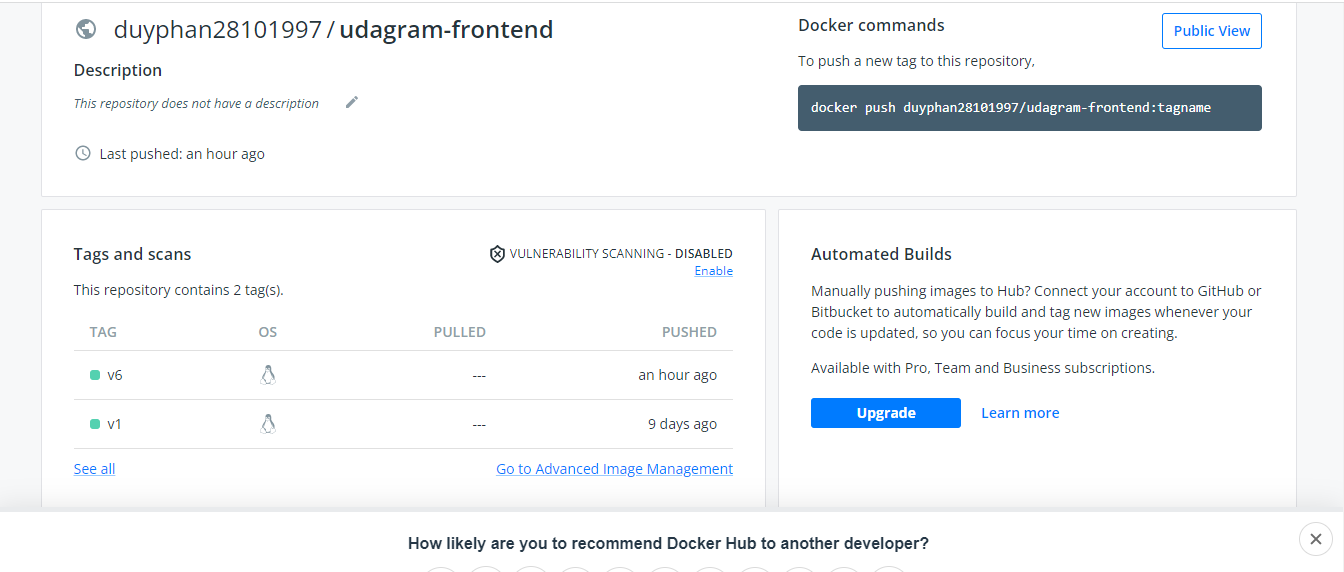 duyphan28101997 / udagram-frontend
Description
This repository does not have a description
Last pushed: an hour ago
Docker commands
Public View
To push a new tag to this repository,
docker push duyphan28101997/udagram-frontend:tagname
Tags and scans
VULNERABILITY SCANNING - DISABLED
Enable
This repository contains 2 tag(s).
TAG OS PULLED PUSHED
v6 --- an hour ago
v1 --- 9 days ago
See all
Go to Advanced Image Management
Automated Builds
Manually pushing images to Hub? Connect your account to GitHub or
Bitbucket to automatically build and tag new images whenever your
code is updated, so you can focus your time on creating.
Available with Pro, Team and Business subscriptions.
Upgrade Learn more
How likely are you to recommend Docker Hub to another developer?